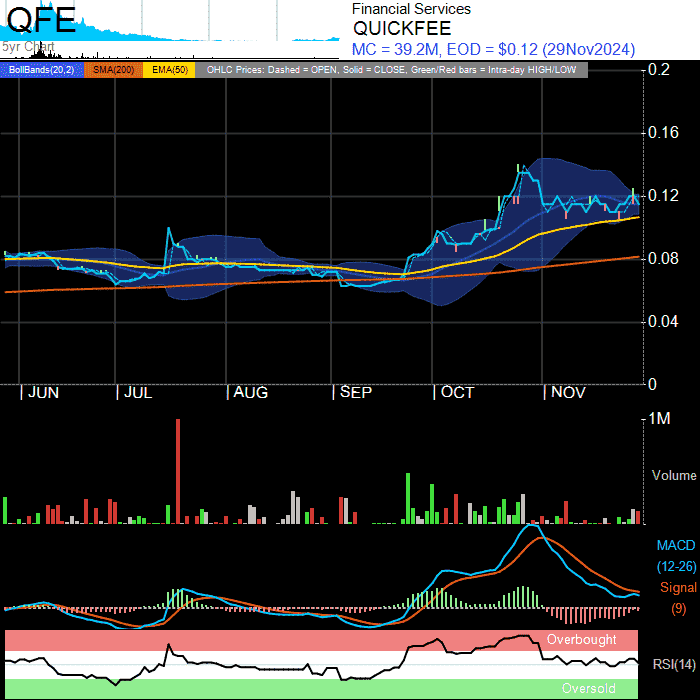 QFE
5yr Chart
Financial Services
QUICKFEE
MC = 39.2M, EOD = $0.12 (29Nov2024)
BollBands(20,2) SMA(200) EMA(50) OHLC Prices: Dashed = OPEN, Solid = CLOSE, Green/Red bars = Intra-day HIGH/LOW
0.2
0.16
0.12
0.08
0.04
0
JUN JUL AUG SEP OCT NOV
1M
Volume
MACD
(12-26)
Signal
(9)
Overbought
RSI(14)
Oversold